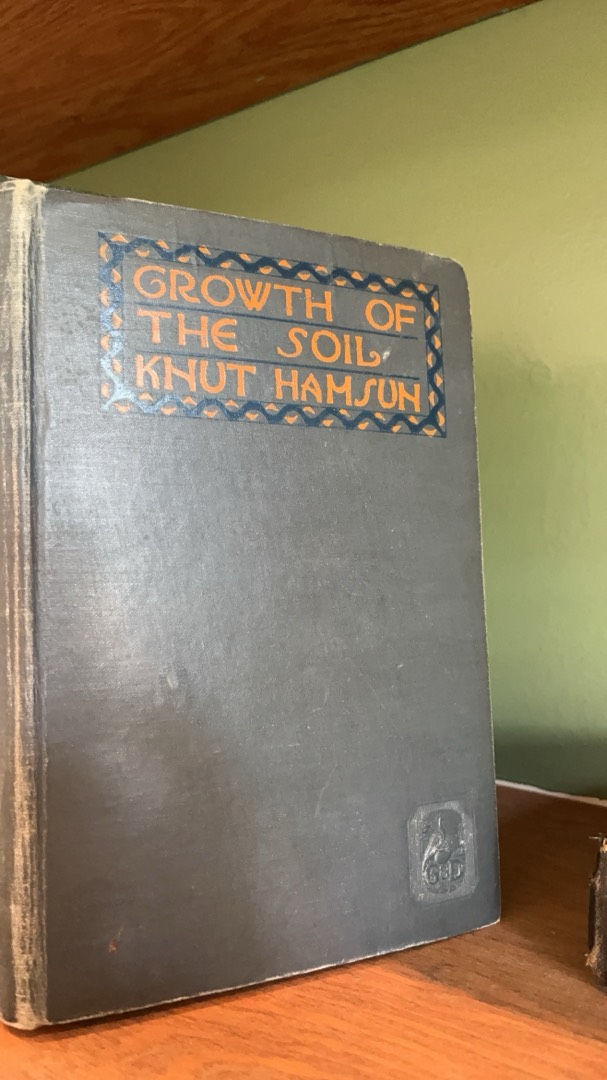 GROWTH OF
THE SOIL
KNUT HAMSUN
G&D